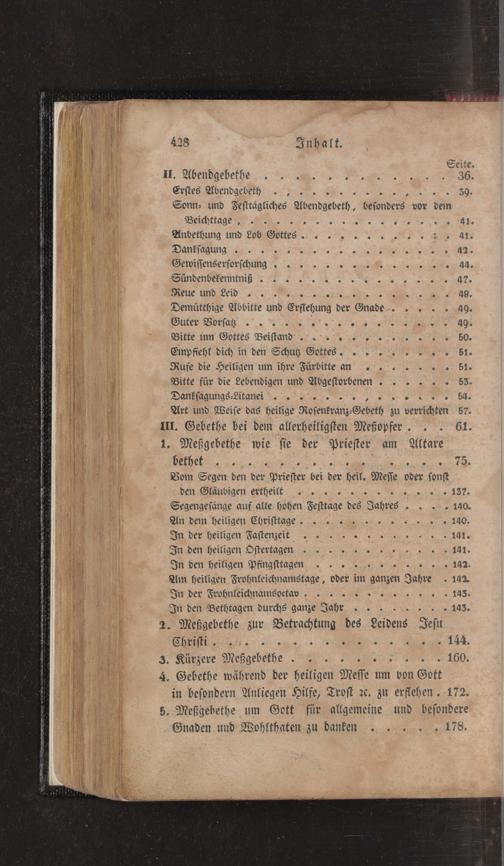 428 Inhalt.
Seite.
II. Abendgebethe . . . . . . . . . . . 36.
Erstes Abendgebeth . . . . . . . . . . . 39.
Sonn- und Festtägliches Abendgebeth, besonders vor dem
Beichttage . . . . . . . . . . . . . 41.
Anbethung und Lob Gottes . . . . . . . . . . 41.
Danksagung . . . . . . . . . . . . . 42.
Gewissenserforschung . . . . . . . . . . . 44.
Sündenbekenntniß . . . . . . . . . . . . 47.
Reue und Leid . . . . . . . . . . . . . 48.
Demütthige Abbitte und Erflehung der Gnade . . . . . 49.
Guter Vorsatz . . . . . . . . . . . . . 49.
Bitte um Gottes Beistand . . . . . . . . . . 50.
Empfiehl dich in den Schutz Gottes . . . . . . . . 51.
Rufe die Heiligen um ihre Fürbitte an . . . . . . 51.
Bitte für die Lebendigen und Abgestorbenen . . . . . 53.
Danksagungs-Litanei . . . . . . . . . . . 54.
Art und Weise das heilige Rosenkranz-Gebeth zu verrichten 57.
III. Gebethe bei dem allerheiligsten Meßopfer . . . 61.
1. Meßgebethe wie sie der Priester am Altare
bethet . . . . . . . . . . . . . . 75.
Vom Segen den der Priester bei der heil. Messe oder sonst
den Gläubigen ertheilt . . . . . . . . . . 137.
Segengesänge auf alle hohen Festtage des Jahres . . . . 140.
An dem heiligen Christtage . . . . . . . . . . 140.
In der heiligen Fastenzeit . . . . . . . . . . 141.
In den heiligen Ostertagen . . . . . . . . . . 141.
In den heiligen Pfingsttagen . . . . . . . . . 142.
Am heiligen Frohnleichnamstage, oder im ganzen Jahre . 142.
In der Frohnleichnamsoctav . . . . . . . . . . 143.
In den Bethtagen durchs ganze Jahr . . . . . . . 143.
2. Meßgebethe zur Betrachtung des Leidens Jesu
Christi . . . . . . . . . . . . . . 144.
3. Kürzere Meßgebethe . . . . . . . . . 160.
4. Gebethe während der heiligen Messe um von Gott
in besondern Anliegen Hilfe, Trost ꝛc. zu erflehen . 172.
5. Meßgebethe um Gott für allgemeine und besondere
Gnaden und Wohlthaten zu danken . . . . . 178.